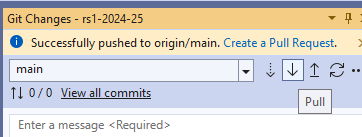 Git Changes - rs1-2024-25
Successfully pushed to origin/main. Create a Pull Request.
main
0 / 0 View all commits
Pull
Enter a message <Required>